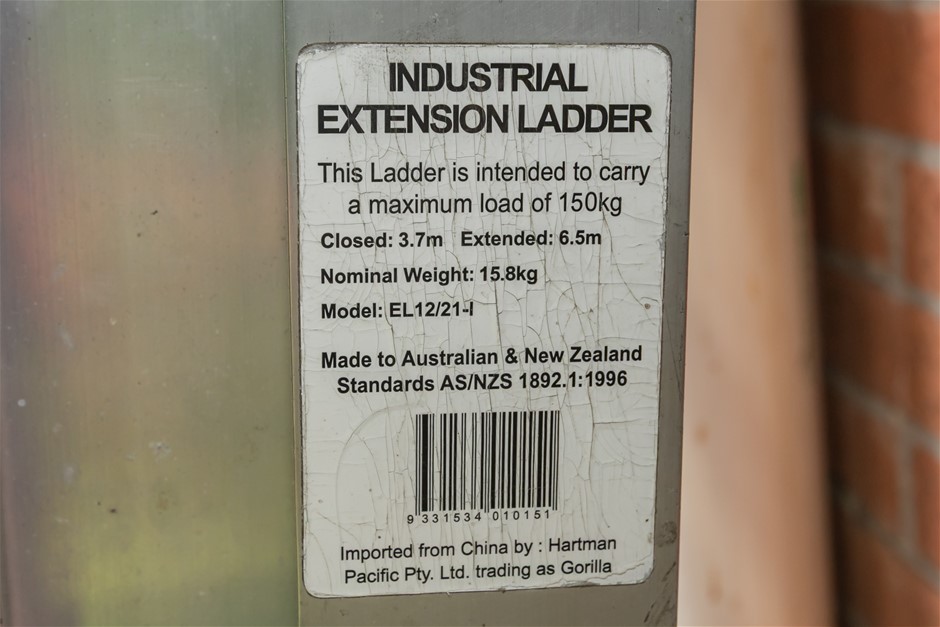 INDUSTRIAL
EXTENSION LADDER
This Ladder is intended to carry
a maximum load of 150kg
Closed: 3.7m Extended: 6.5m
Nominal Weight: 15.8kg
Model: EL12/21-I
Made to Australian & New Zealand
Standards AS/NZS 1892.1:1996
9 331534 010151
Imported from China by : Hartman
Pacific Pty. Ltd. trading as Gorilla